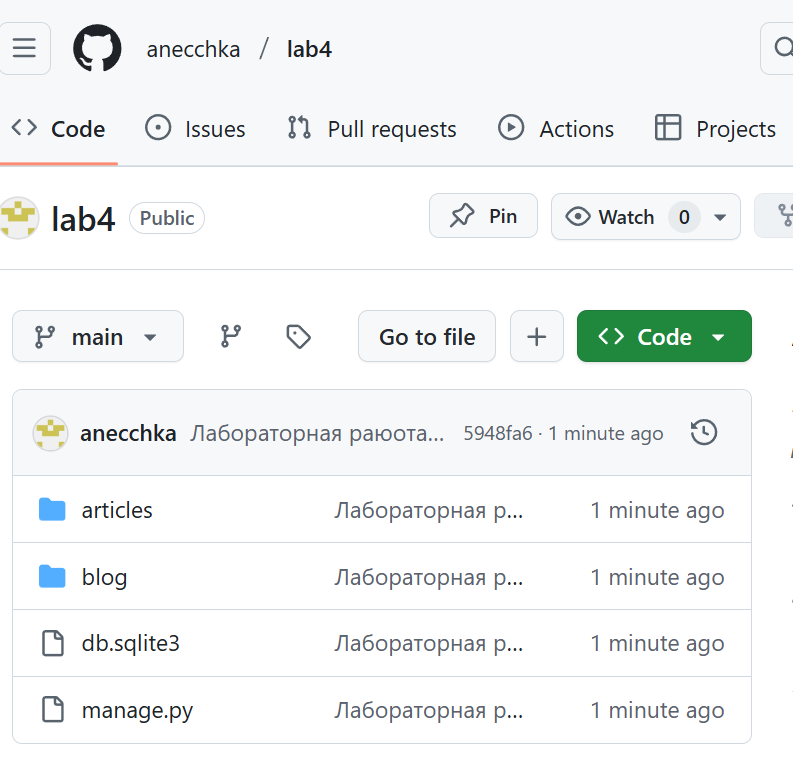 anecchka / lab4
Code Issues Pull requests Actions Projects
lab4 Public Pin Watch 0
main Go to file + Code
anecchka Лабораторная раюота... 5948fa6 · 1 minute ago
articles Лабораторная р... 1 minute ago
blog Лабораторная р... 1 minute ago
db.sqlite3 Лабораторная р... 1 minute ago
manage.py Лабораторная р... 1 minute ago